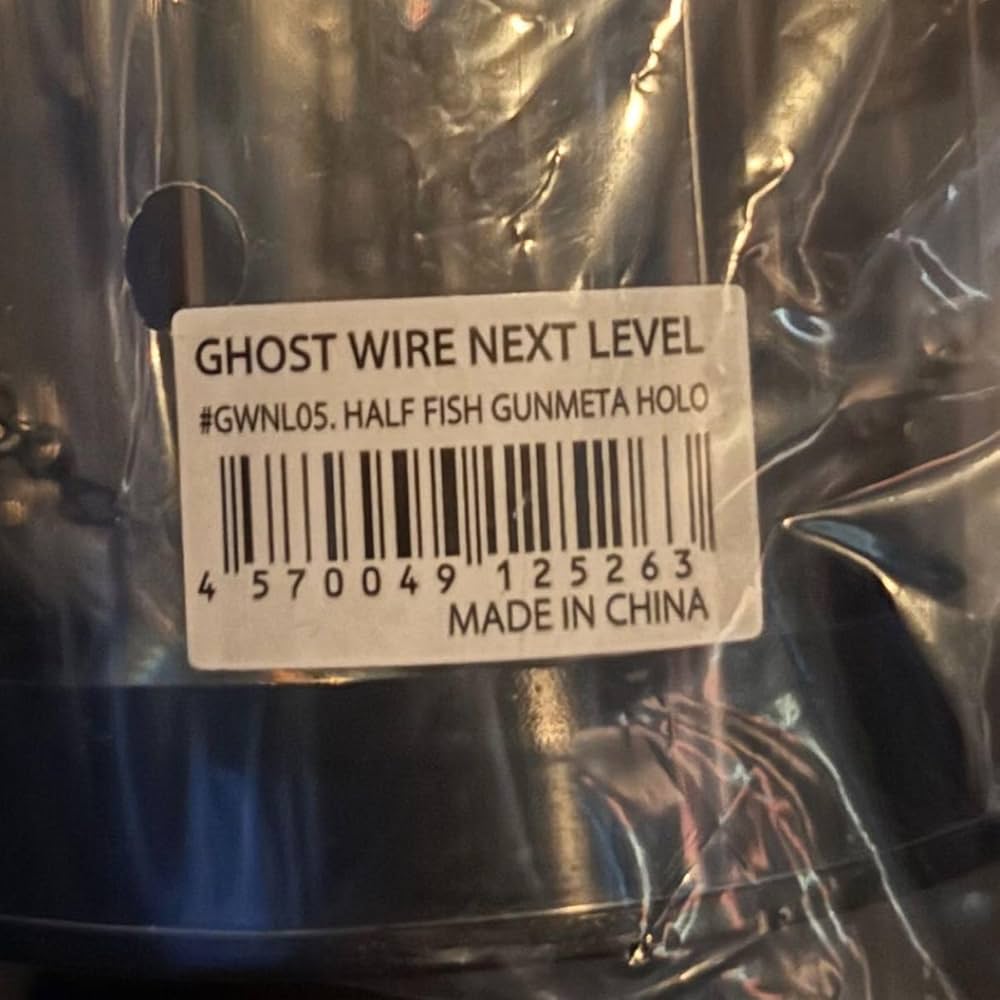 GHOST WIRE NEXT LEVEL
#GWNL05. HALF FISH GUNMETA HOLO
4 570049 125263
MADE IN CHINA